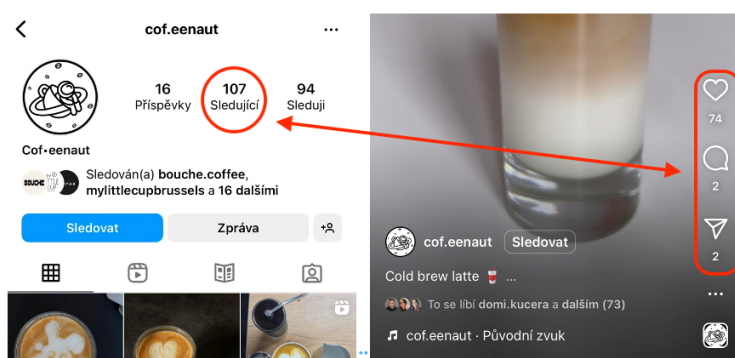 cof.eenaut
16
107
94
Příspěvky
Sledující
Sleduji
Cof•eenaut
BOUCHE
Sledován(a) bouche.coffee,
mylittlecupbrussels a 16 dalšími
Sledovat
Zpráva
74
2
2
cof.eenaut
Sledovat
Cold brew latte 🥤 ...
To se líbí domi.kucera a dalším (73)
cof.eenaut · Původní zvuk